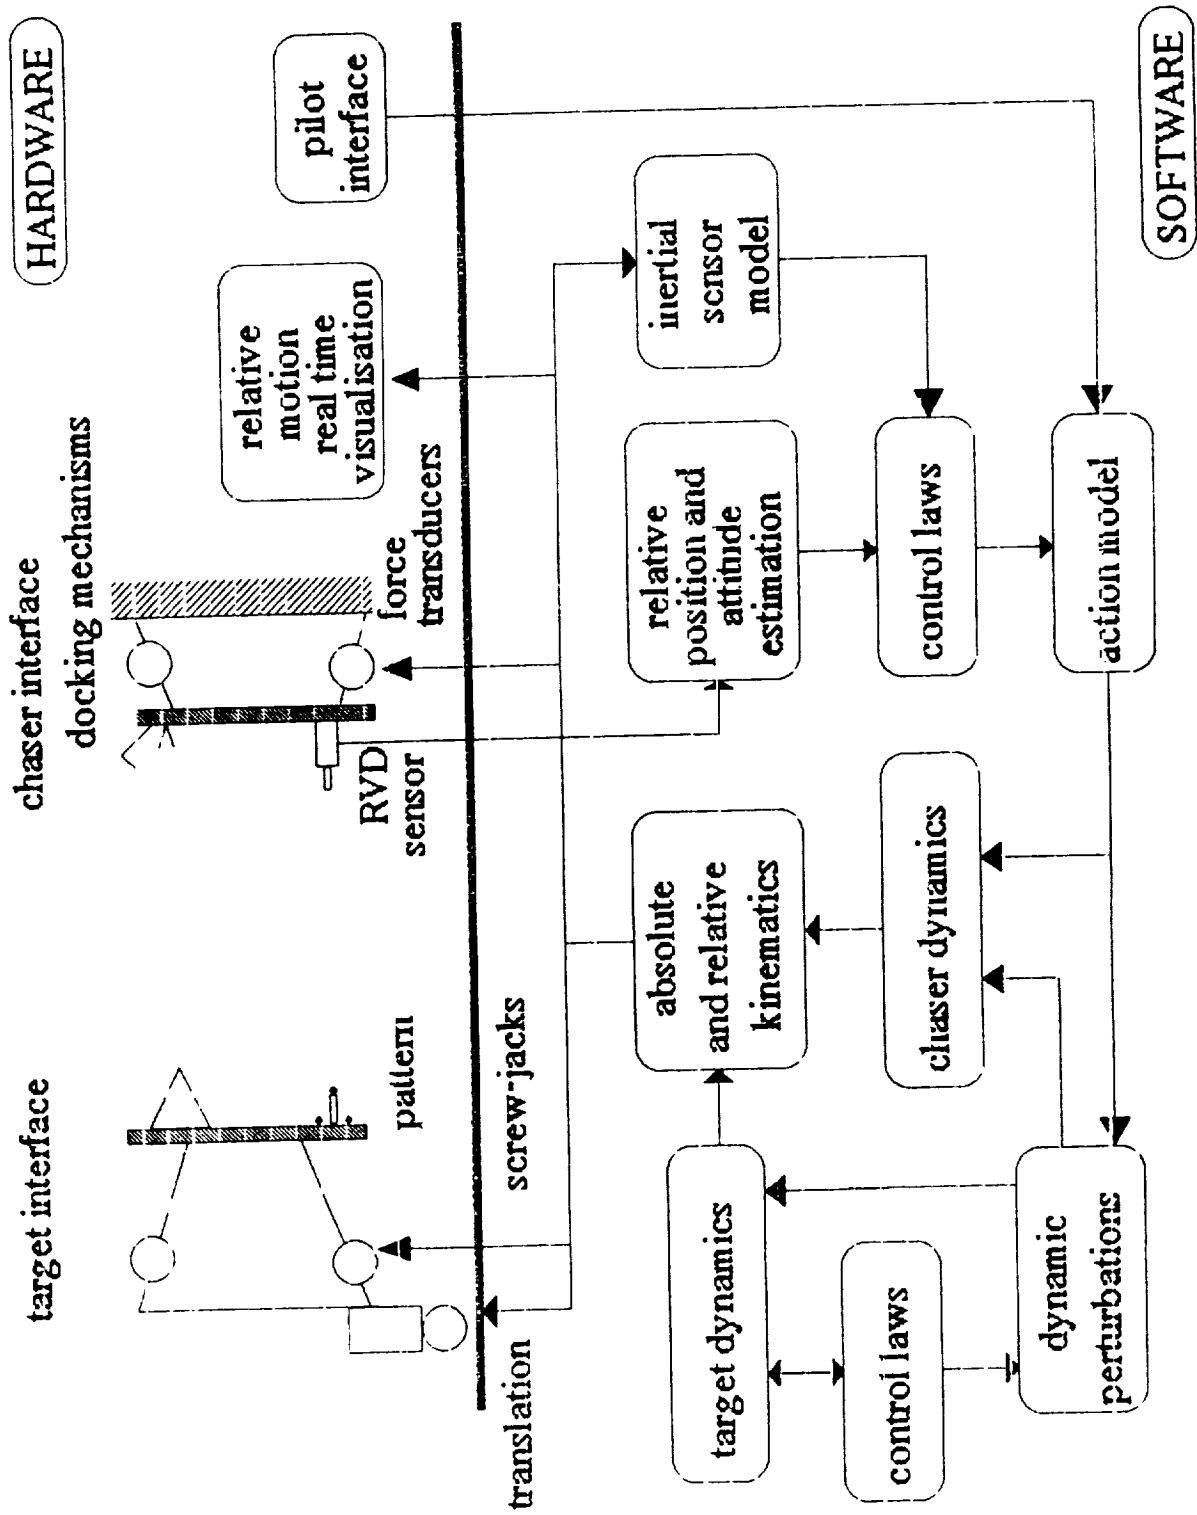 HARDWARE
chaser interface
docking mechanisms
target interface
pilot
interface
relative
motion
real time
visualisation
force
transducers
RVD
sensor
pattern
screw-jacks
translation
inertial
sensor
model
relative
position and
attitude
estimation
absolute
and relative
kinematics
target dynamics
control laws
chaser dynamics
control laws
action model
dynamic
perturbations
SOFTWARE